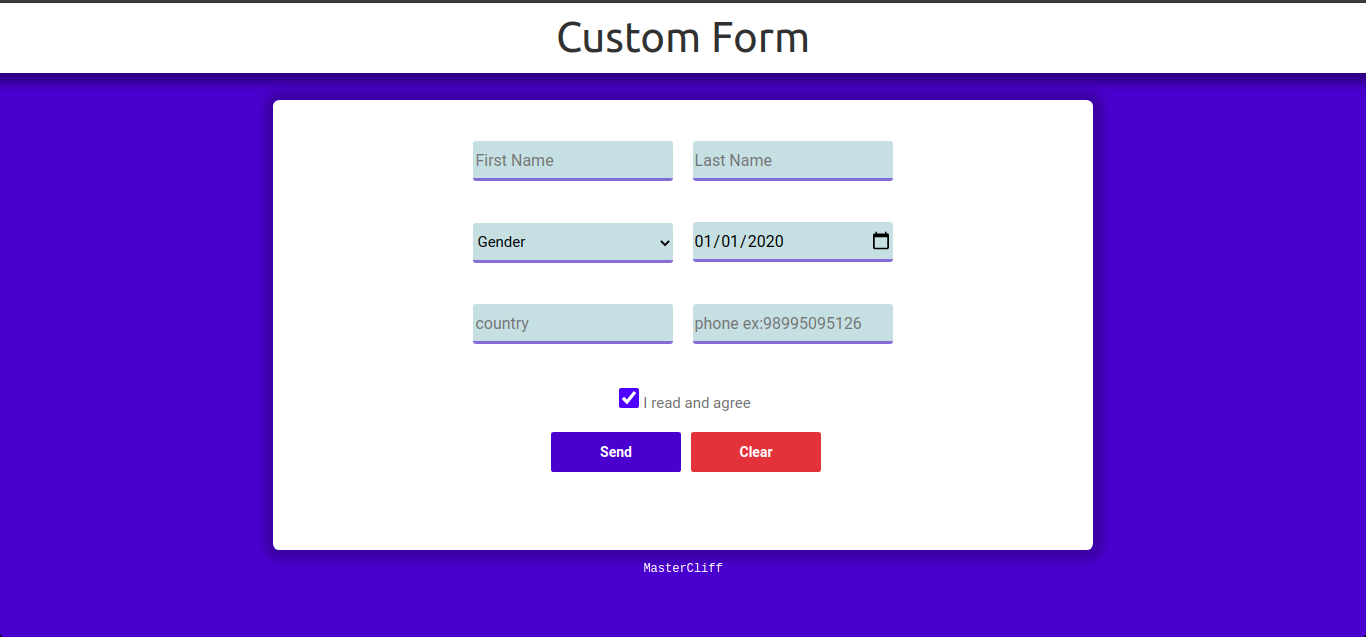 Custom Form
First Name
Last Name
Gender
01/01/2020
country
phone ex:98995095126
I read and agree
Send
Clear
MasterCliff